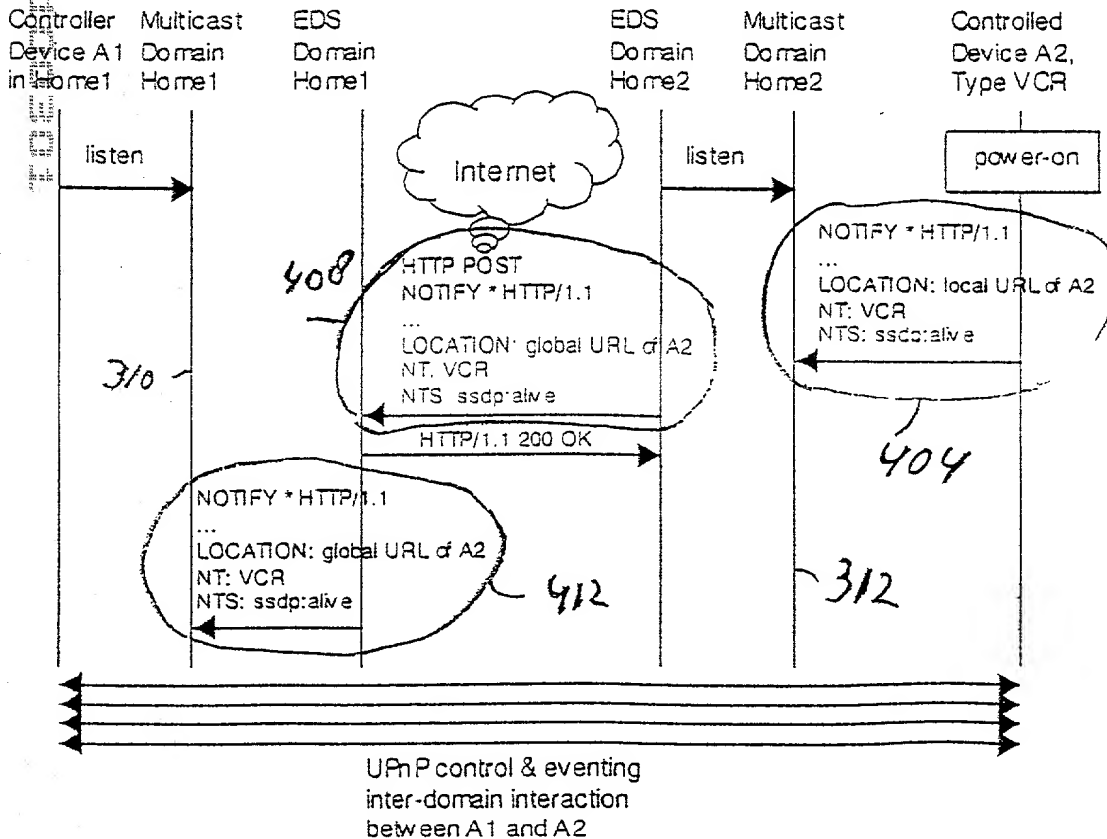 Controller Device A1 in Home1
Multicast Domain Home1
EDS Domain Home1
EDS Domain Home2
Multicast Domain Home2
Controlled Device A2, Type VCR
listen
Internet
listen
power-on
NOTIFY * HTTP/1.1
...
LOCATION: local URL of A2
NT: VCR
NTS: ssdp:alive
404
408
HTTP POST
NOTIFY * HTTP/1.1
...
LOCATION: global URL of A2
NT: VCR
NTS: ssdp:alive
HTTP/1.1 200 OK
310
NOTIFY * HTTP/1.1
...
LOCATION: global URL of A2
NT: VCR
NTS: ssdp:alive
412
312
UPnP control & eventing
inter-domain interaction
between A1 and A2